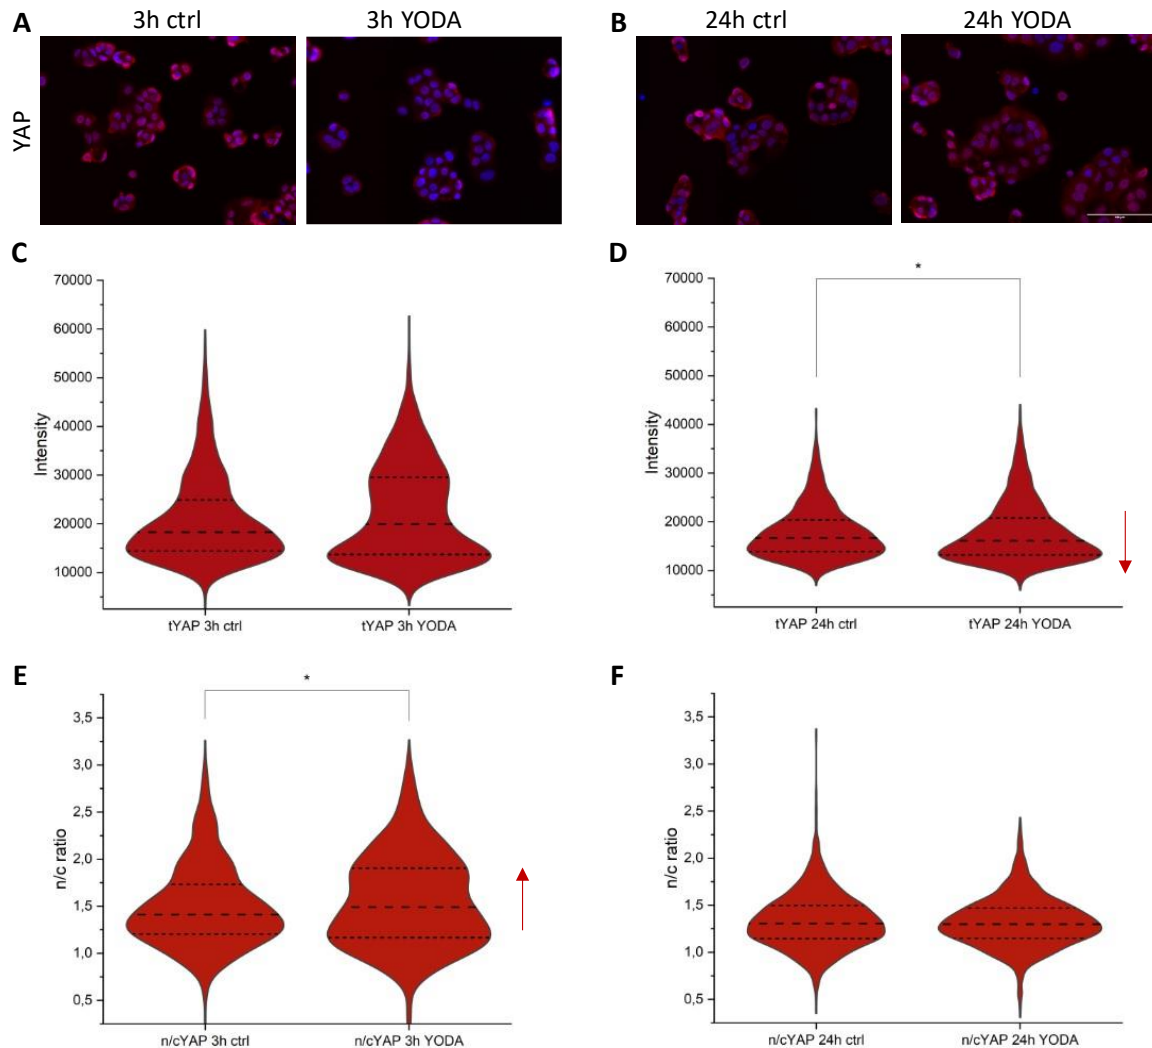 A
3h ctrl
3h YODA
B
24h ctrl
24h YODA
YAP
C
70000
60000
50000
40000
30000
20000
10000
Intensity
tYAP 3h ctrl
tYAP 3h YODA
D
*
70000
60000
50000
40000
30000
20000
10000
Intensity
tYAP 24h ctrl
tYAP 24h YODA
E
*
3,5
3,0
2,5
2,0
1,5
1,0
0,5
n/c ratio
n/cYAP 3h ctrl
n/cYAP 3h YODA
F
3,5
3,0
2,5
2,0
1,5
1,0
0,5
n/c ratio
n/cYAP 24h ctrl
n/cYAP 24h YODA